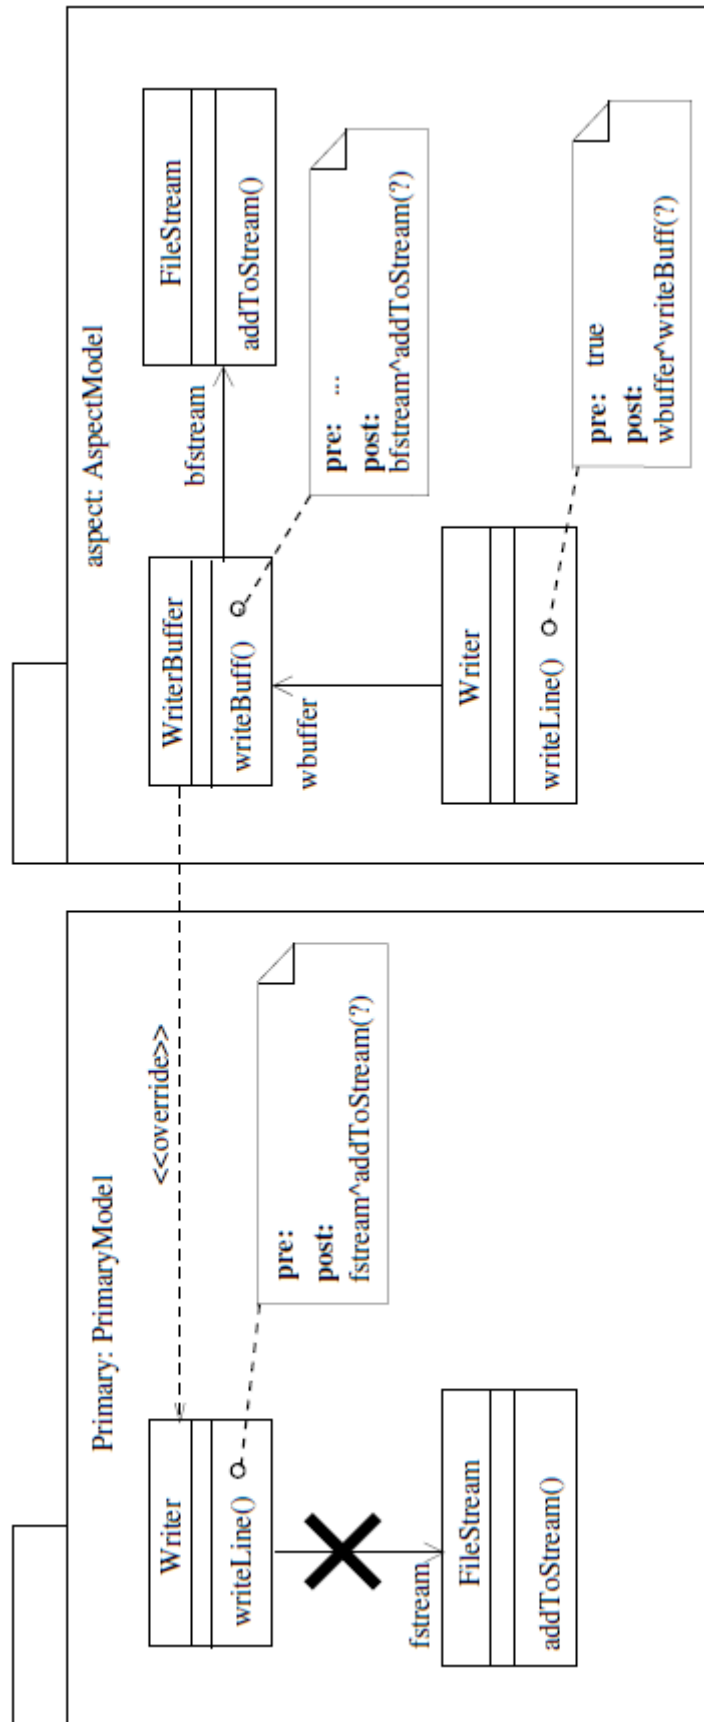 Primary: PrimaryModel
Writer
writeLine()
fstream
FileStream
addToStream()
pre:
post:
fstream^addToStream(?)
<<override>>
aspect: AspectModel
WriterBuffer
writeBuff()
bfstream
FileStream
addToStream()
pre: ...
post:
bfstream^addToStream(?)
wbuffer
Writer
writeLine()
pre: true
post:
wbuffer^writeBuff(?)